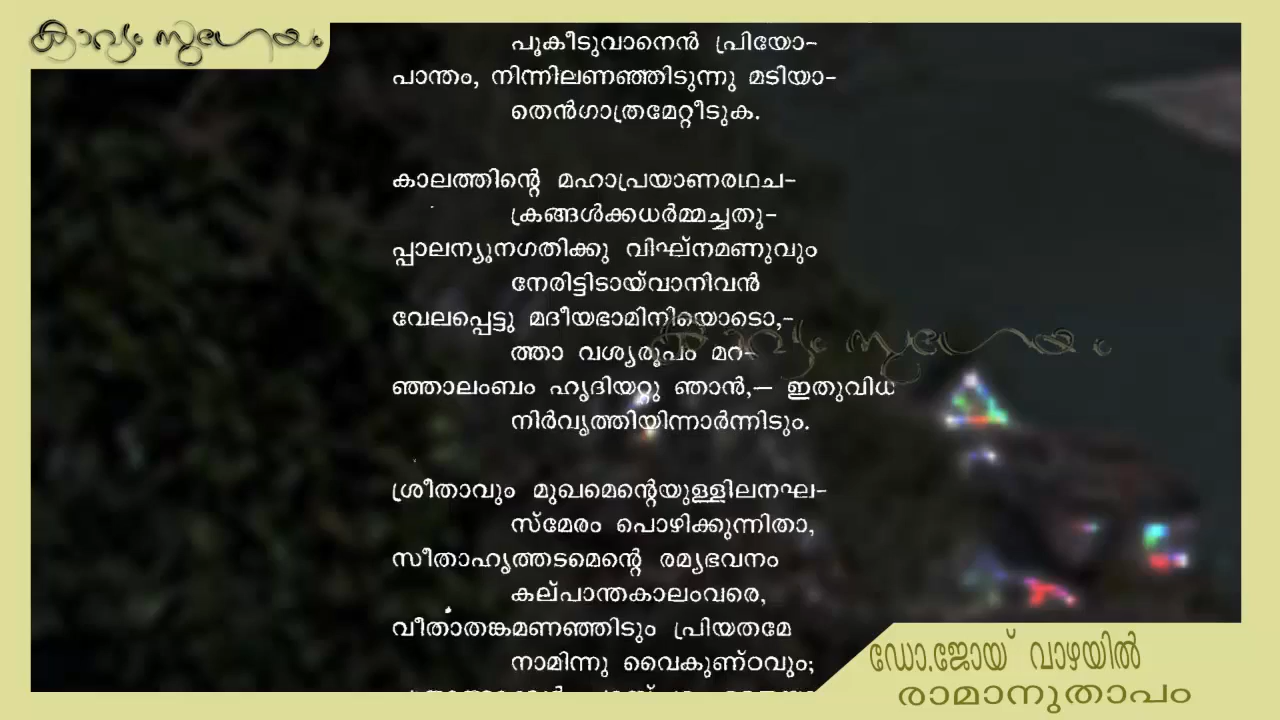 കാവ്യം സുഗേയം
പൂകീടുവാനെൻ പ്രിയോ-
പാന്തം, നിന്നിലണഞ്ഞിടുന്നു മടിയാ-
തെൻഗാത്രമേറ്റീടുക.
കാലത്തിന്റെ മഹാപ്രയാണരഥച-
ക്രങ്ങൾക്കധർമ്മച്ചതു-
പ്പാലന്യൂനഗതിക്കു വിഘ്നമണുവും
നേരിട്ടിടായ്‌വാനിവൻ
വേലപ്പെട്ടു മദീയഭാമിനിയൊടൊ,-
ത്താ വശ്യരൂപം മറ-
ഞ്ഞാലംബം ഹൃദിയറ്റു ഞാൻ,— ഇതുവിധ
നിർവൃത്തിയിന്നാർന്നിടും.
ശ്രീതാവും മുഖമെന്റെയുള്ളിലനഘ-
സ്മേരം പൊഴിക്കുന്നിതാ,
സീതാഹൃത്തടമെന്റെ രമ്യഭവനം
കല്പാന്തകാലംവരെ,
വീതാതങ്കമണഞ്ഞിടും പ്രിയതമേ
നാമിന്നു വൈകുണ്ഠവും;
കാവ്യം സുഗേയം
ഡോ.ജോയ് വാഴയിൽ
രാമാനുതാപം